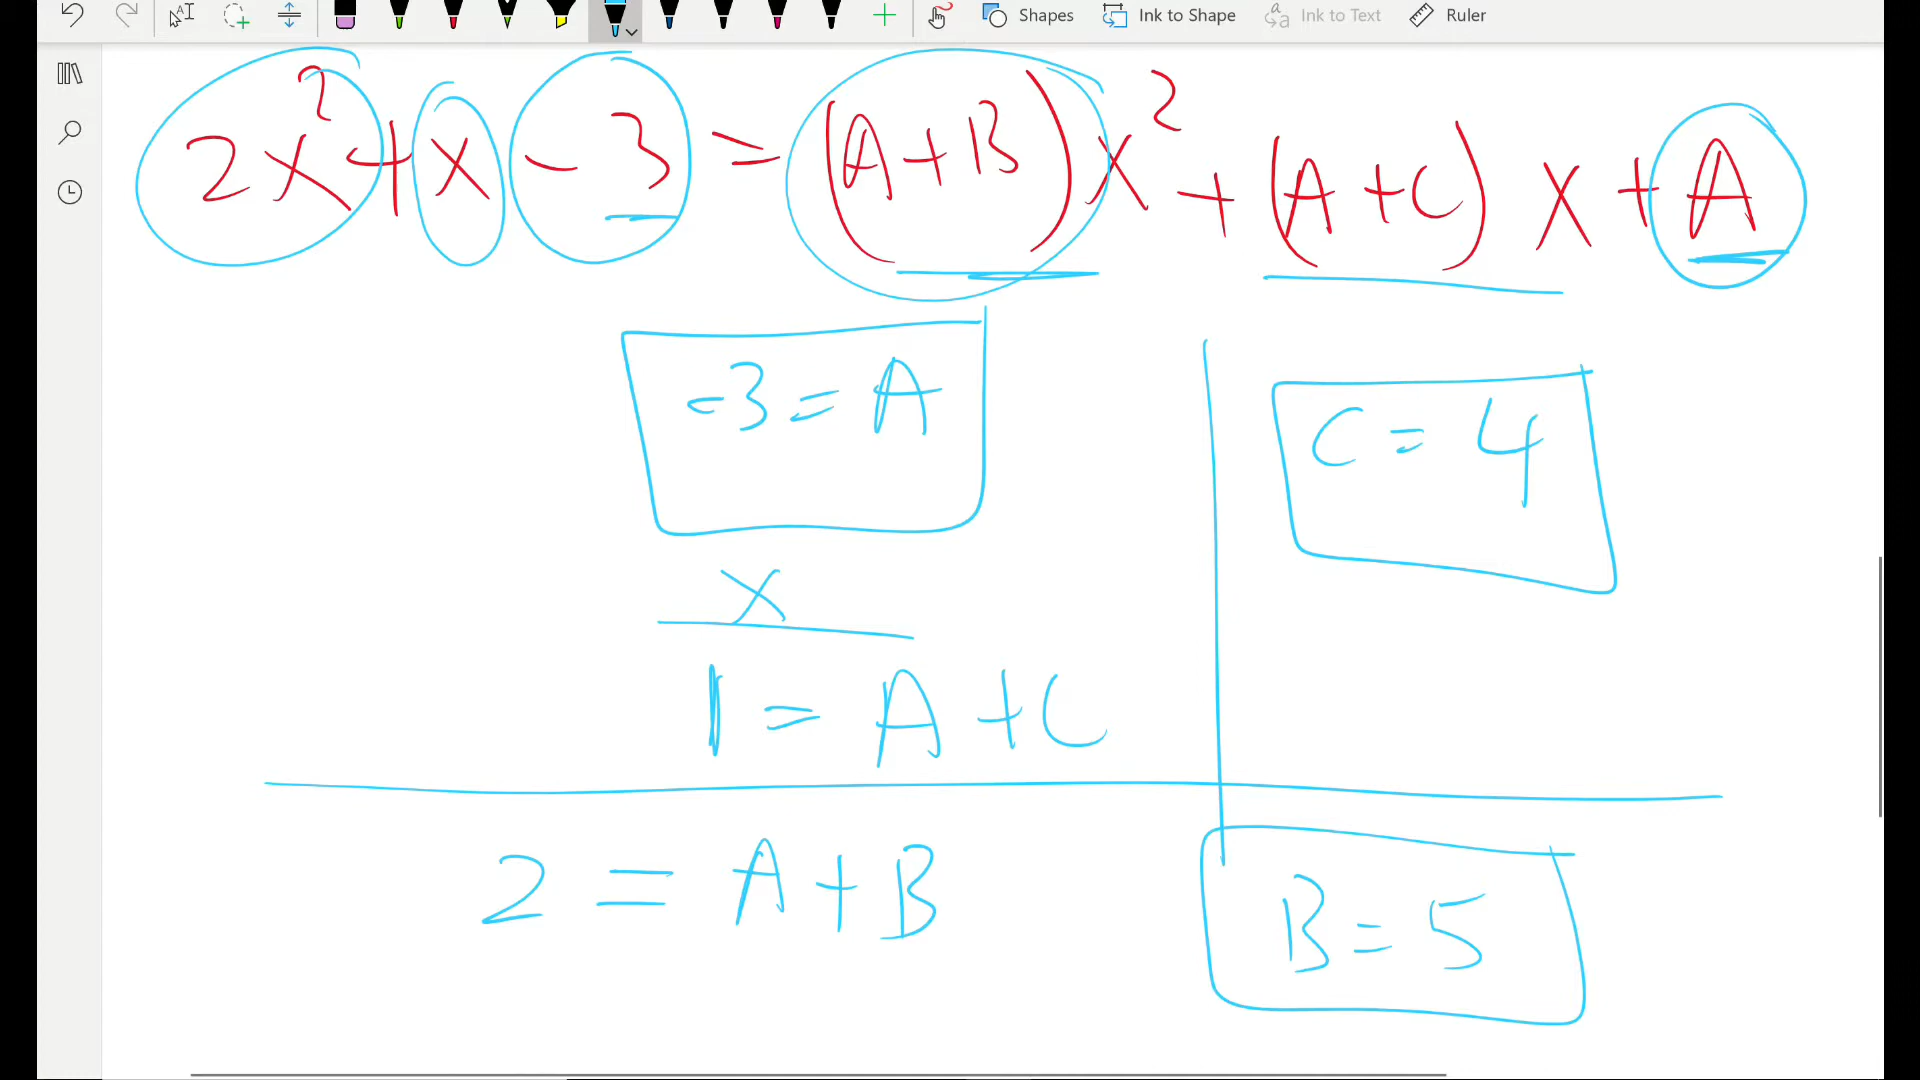 Shapes Ink to Shape Ink to Text Ruler
2x² + x - 3 = (A+B)x² + (A+C)x + A
-3 = A
C = 4
x
1 = A + C
2 = A + B
B = 5